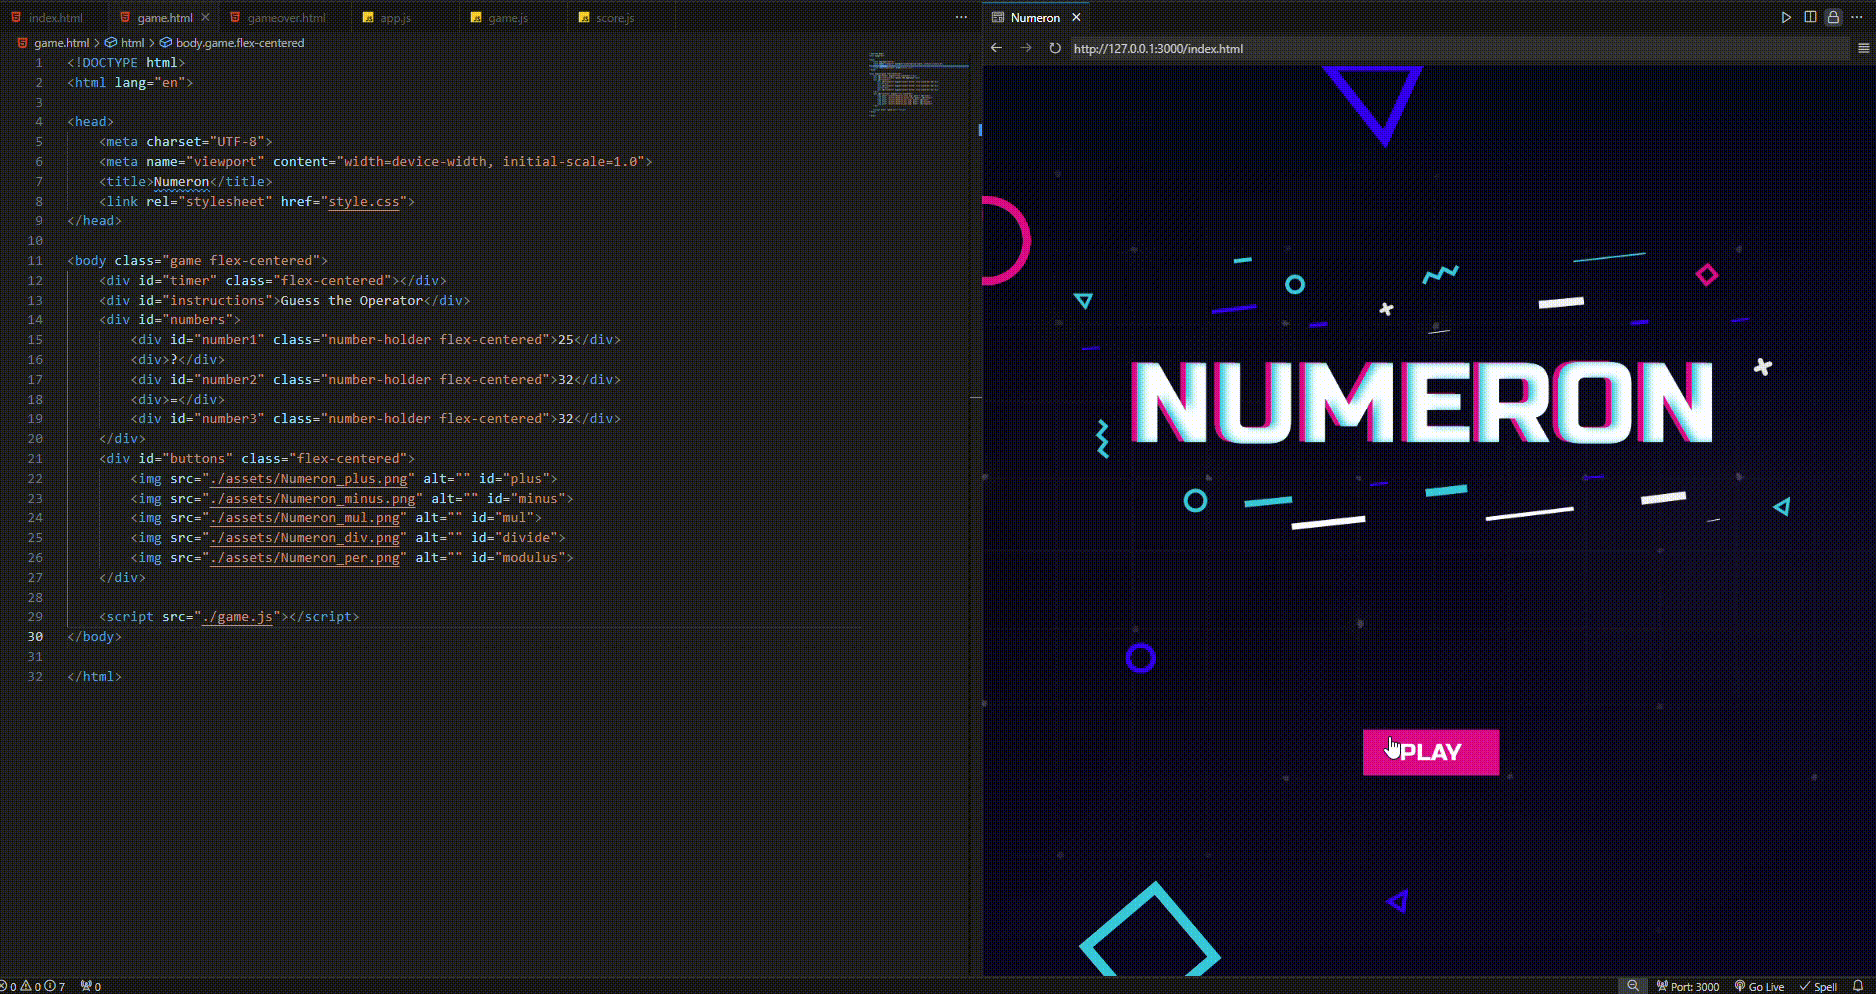 index.html game.html gameover.html app.js game.js score.js ...
game.html > html > body.game.flex-centered
1 <!DOCTYPE html>
2 <html lang="en">
3
4 <head>
5 <meta charset="UTF-8">
6 <meta name="viewport" content="width=device-width, initial-scale=1.0">
7 <title>Numeron</title>
8 <link rel="stylesheet" href="style.css">
9 </head>
10
11 <body class="game flex-centered">
12 <div id="timer" class="flex-centered"></div>
13 <div id="instructions">Guess the Operator</div>
14 <div id="numbers">
15 <div id="number1" class="number-holder flex-centered">25</div>
16 <div>?</div>
17 <div id="number2" class="number-holder flex-centered">32</div>
18 <div>=</div>
19 <div id="number3" class="number-holder flex-centered">32</div>
20 </div>
21 <div id="buttons" class="flex-centered">
22 <img src="./assets/Numeron_plus.png" alt="" id="plus">
23 <img src="./assets/Numeron_minus.png" alt="" id="minus">
24 <img src="./assets/Numeron_mul.png" alt="" id="mul">
25 <img src="./assets/Numeron_div.png" alt="" id="divide">
26 <img src="./assets/Numeron_per.png" alt="" id="modulus">
27 </div>
28
29 <script src="./game.js"></script>
30 </body>
31
32 </html>
Numeron
http://127.0.0.1:3000/index.html
NUMERON
PLAY
0 0 7 0
Port: 3000 Go Live Spell